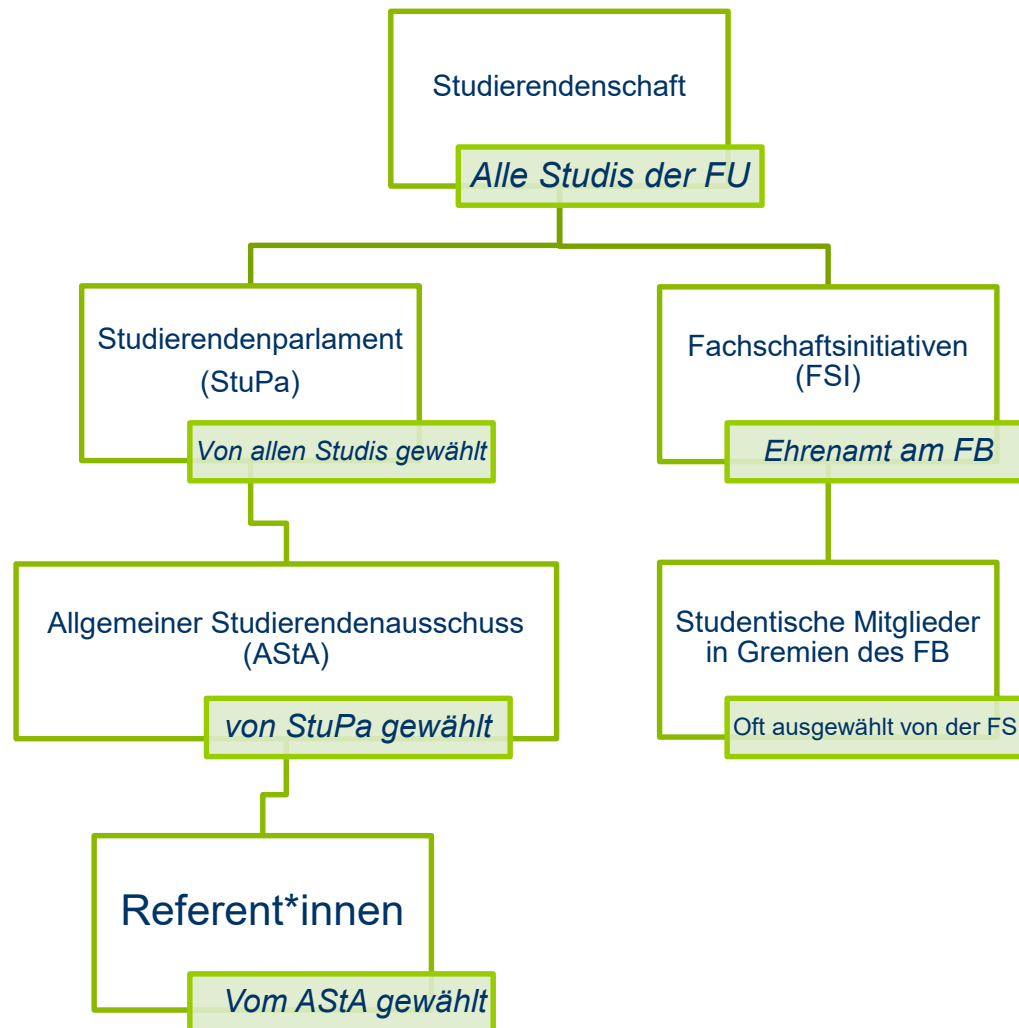 Studierendenschaft
Alle Studis der FU
Studierendenparlament
(StuPa)
Von allen Studis gewählt
Fachschaftsinitiativen
(FSI)
Ehrenamt am FB
Allgemeiner Studierendenausschuss
(AStA)
von StuPa gewählt
Studentische Mitglieder
in Gremien des FB
Oft ausgewählt von der FS
Referent*innen
Vom AStA gewählt